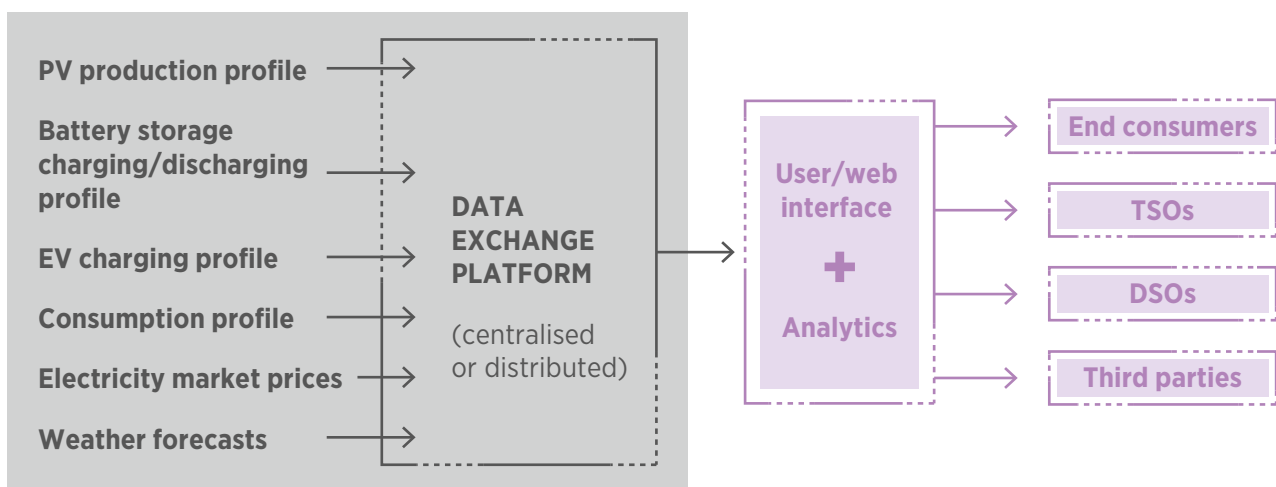 PV production profile
Battery storage
charging/discharging
profile
EV charging profile
Consumption profile
Electricity market prices
Weather forecasts
DATA
EXCHANGE
PLATFORM
(centralised
or distributed)
User/web
interface
+
Analytics
End consumers
TSOs
DSOs
Third parties